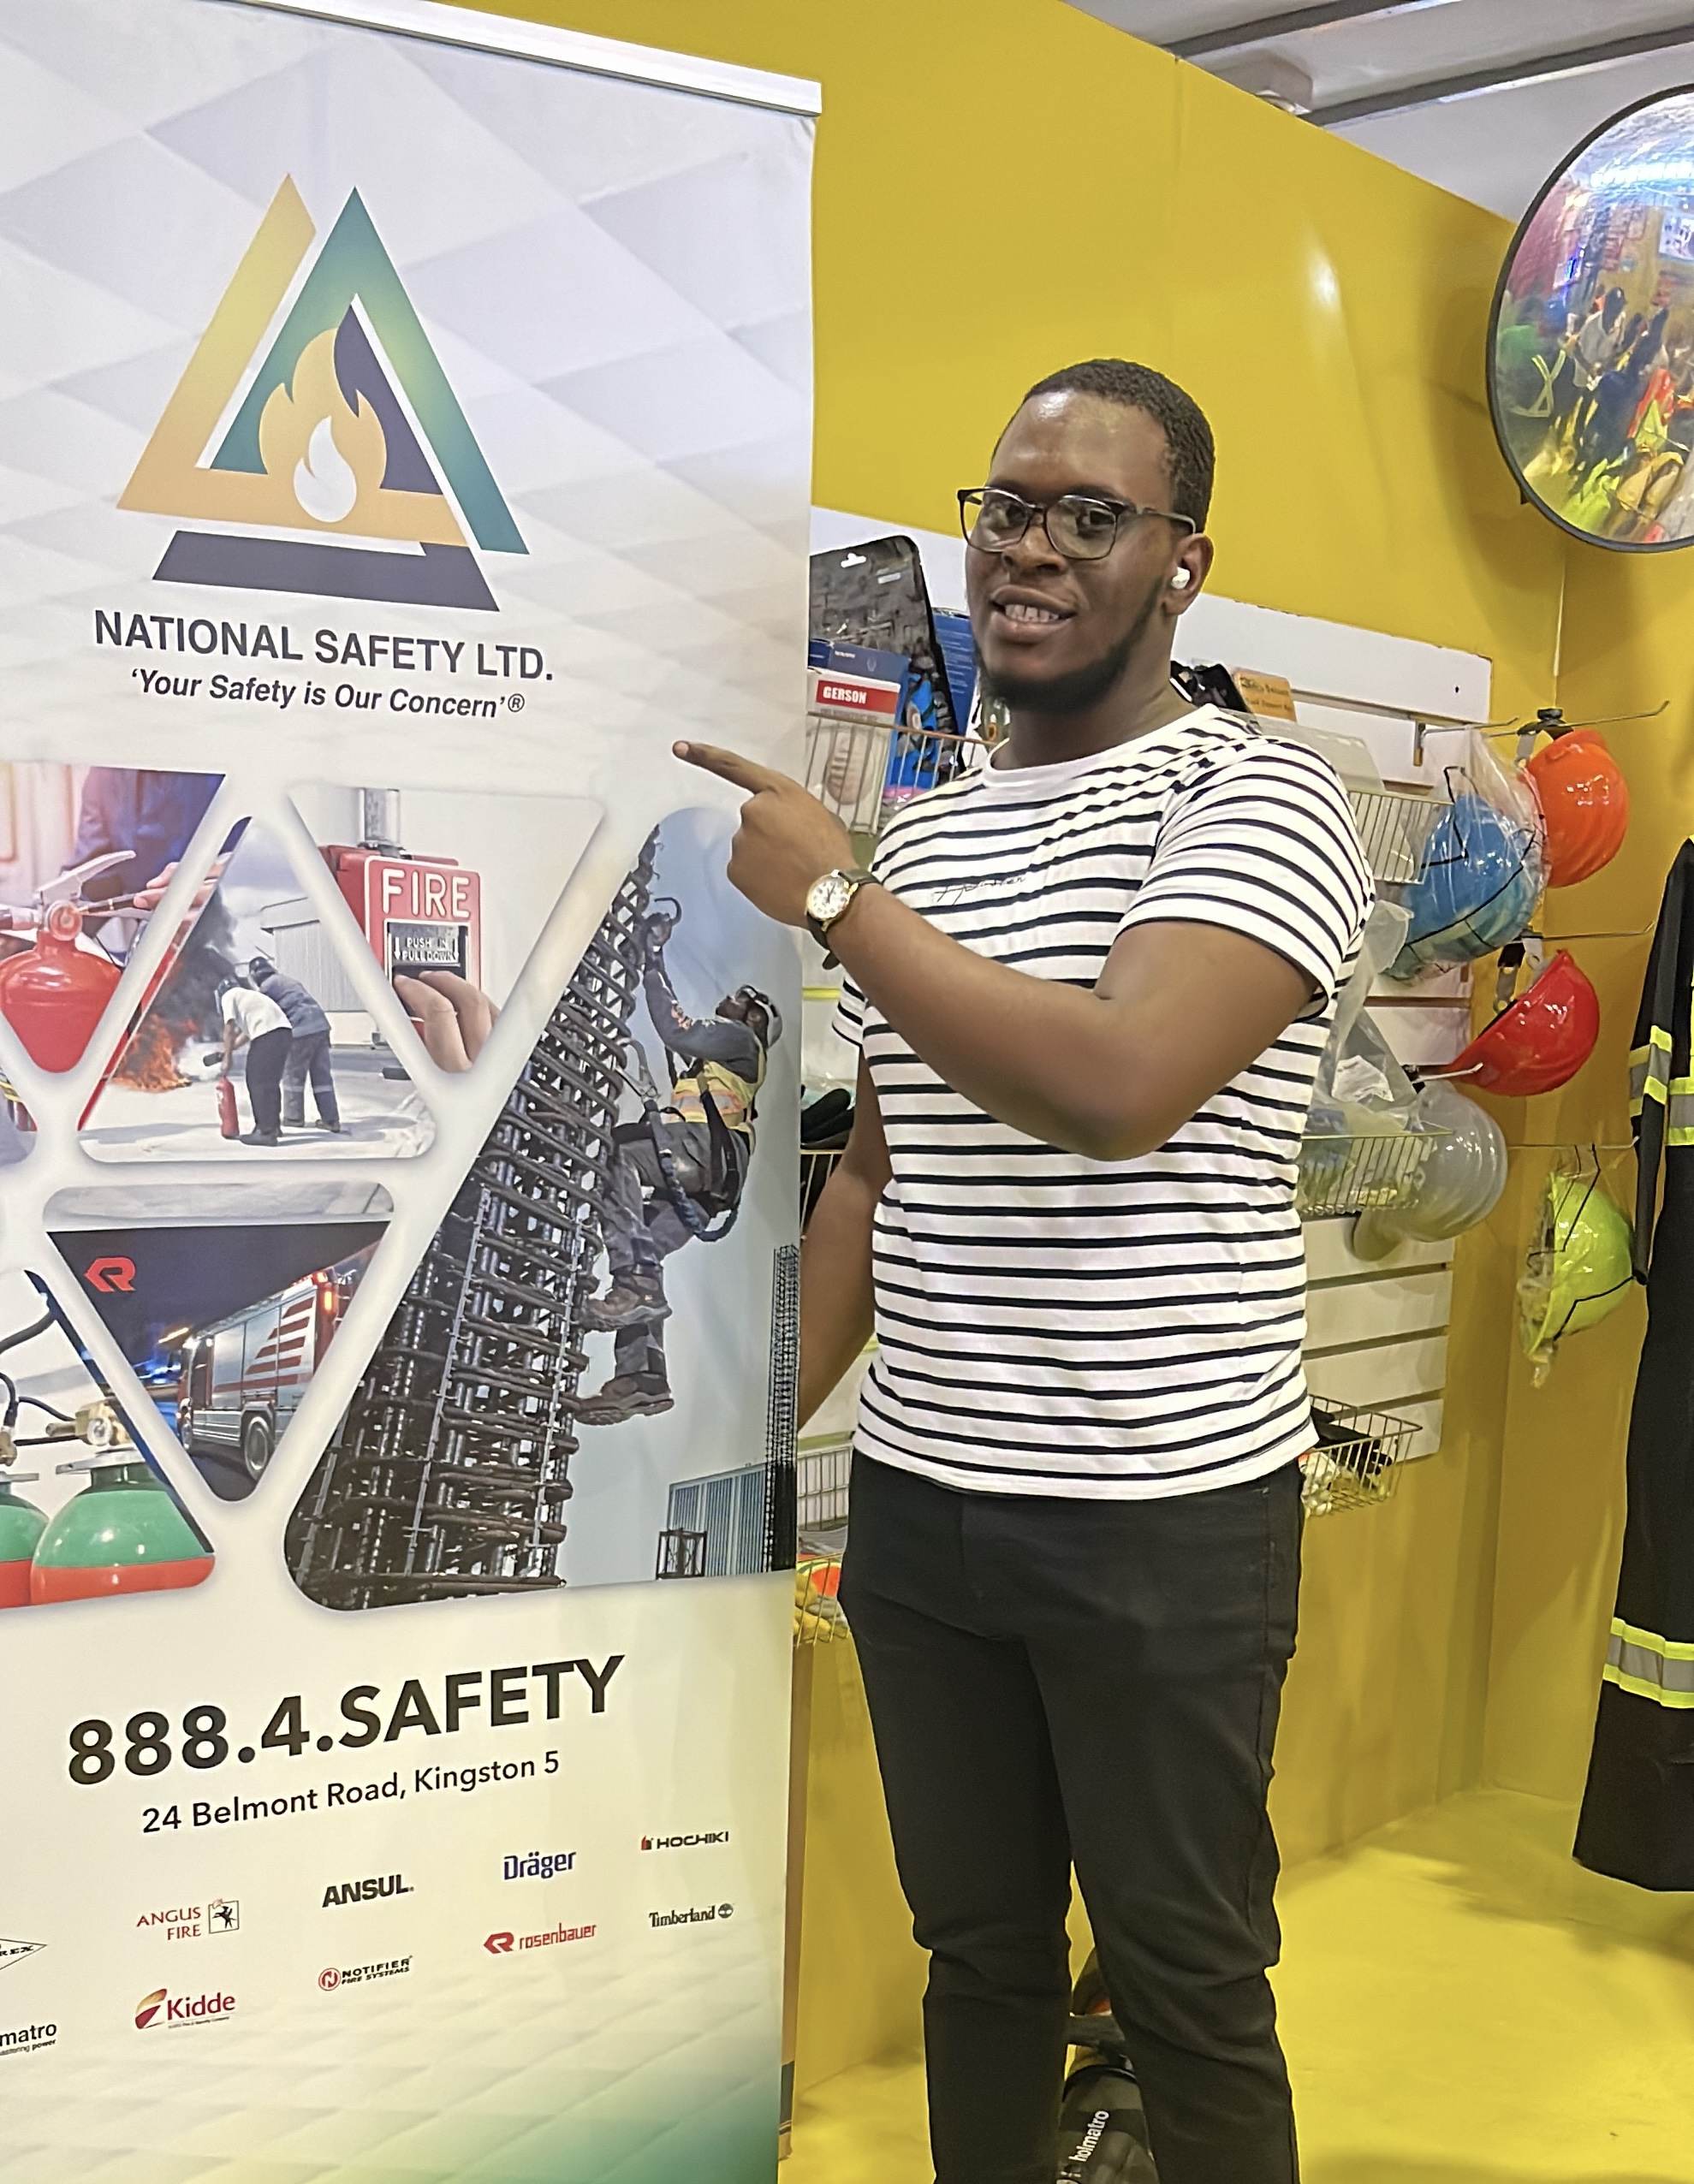 NATIONAL SAFETY LTD.
‘Your Safety is Our Concern’®
GERSON
FIRE
PUSH IN
PULL DOWN
888.4.SAFETY
24 Belmont Road, Kingston 5
HOCHIKI
Dräger
ANSUL
ANGUS
FIRE
Timberland
rosenbauer
NOTIFIER
FIRE SYSTEMS
Kidde
matro
power
holmatro